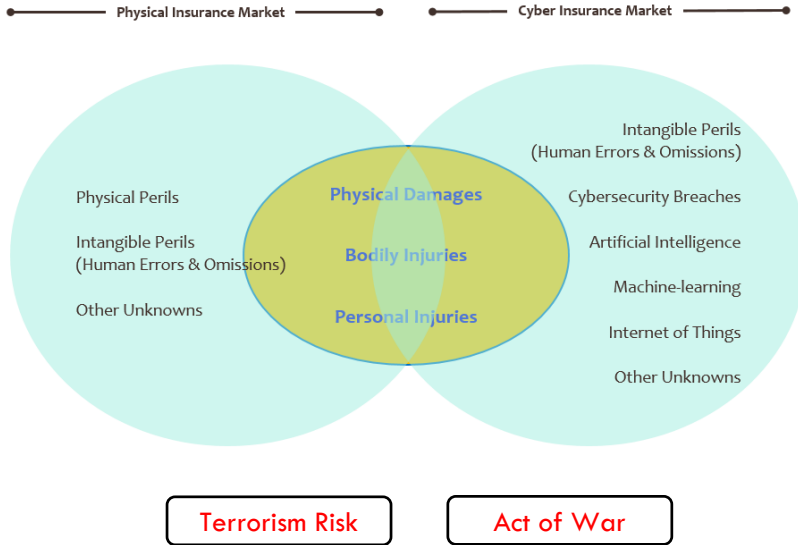 Physical Insurance Market
Cyber Insurance Market
Physical Perils
Intangible Perils
(Human Errors & Omissions)
Other Unknowns
Physical Damages
Bodily Injuries
Personal Injuries
Intangible Perils
(Human Errors & Omissions)
Cybersecurity Breaches
Artificial Intelligence
Machine-learning
Internet of Things
Other Unknowns
Terrorism Risk
Act of War